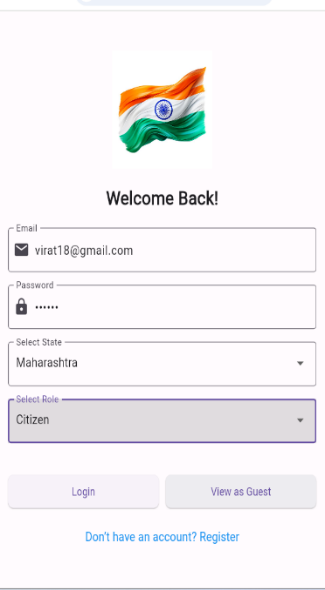 Welcome Back!
Email
virat18@gmail.com
Password
••••••
Select State
Maharashtra
Select Role
Citizen
Login
View as Guest
Don't have an account? Register